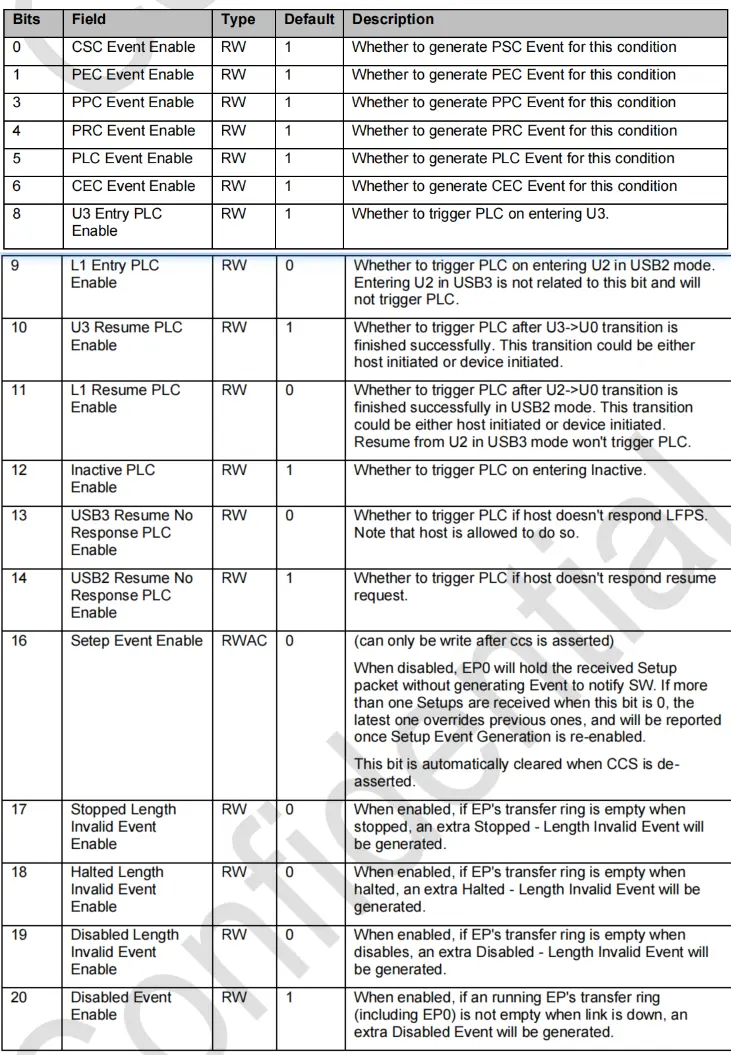 Bits Field Type Default Description
0 CSC Event Enable RW 1 Whether to generate PSC Event for this condition
1 PEC Event Enable RW 1 Whether to generate PEC Event for this condition
3 PPC Event Enable RW 1 Whether to generate PPC Event for this condition
4 PRC Event Enable RW 1 Whether to generate PRC Event for this condition
5 PLC Event Enable RW 1 Whether to generate PLC Event for this condition
6 CEC Event Enable RW 1 Whether to generate CEC Event for this condition
8 U3 Entry PLC RW 1 Whether to trigger PLC on entering U3.
Enable
9 L1 Entry PLC RW 0 Whether to trigger PLC on entering U2 in USB2 mode.
Enable Entering U2 in USB3 is not related to this bit and will
not trigger PLC.
10 U3 Resume PLC RW 1 Whether to trigger PLC after U3->U0 transition is
Enable finished successfully. This transition could be either
host initiated or device initiated.
11 L1 Resume PLC RW 0 Whether to trigger PLC after U2->U0 transition is
Enable finished successfully in USB2 mode. This transition
could be either host initiated or device initiated.
Resume from U2 in USB3 mode won't trigger PLC.
12 Inactive PLC RW 1 Whether to trigger PLC on entering Inactive.
Enable
13 USB3 Resume No RW 0 Whether to trigger PLC if host doesn't respond LFPS.
Response PLC Note that host is allowed to do so.
Enable
14 USB2 Resume No RW 1 Whether to trigger PLC if host doesn't respond resume
Response PLC request.
Enable
16 Setep Event Enable RWAC 0 (can only be write after ccs is asserted)
When disabled, EP0 will hold the received Setup
packet without generating Event to notify SW. If more
than one Setups are received when this bit is 0, the
latest one overrides previous ones, and will be reported
once Setup Event Generation is re-enabled.
This bit is automatically cleared when CCS is de-
asserted.
17 Stopped Length RW 0 When enabled, if EP's transfer ring is empty when
Invalid Event stopped, an extra Stopped - Length Invalid Event will
Enable be generated.
18 Halted Length RW 0 When enabled, if EP's transfer ring is empty when
Invalid Event halted, an extra Halted - Length Invalid Event will be
Enable generated.
19 Disabled Length RW 0 When enabled, if EP's transfer ring is empty when
Invalid Event disables, an extra Disabled - Length Invalid Event will
Enable be generated.
20 Disabled Event RW 1 When enabled, if an running EP's transfer ring
Enable (including EP0) is not empty when link is down, an
extra Disabled Event will be generated.
Confidential